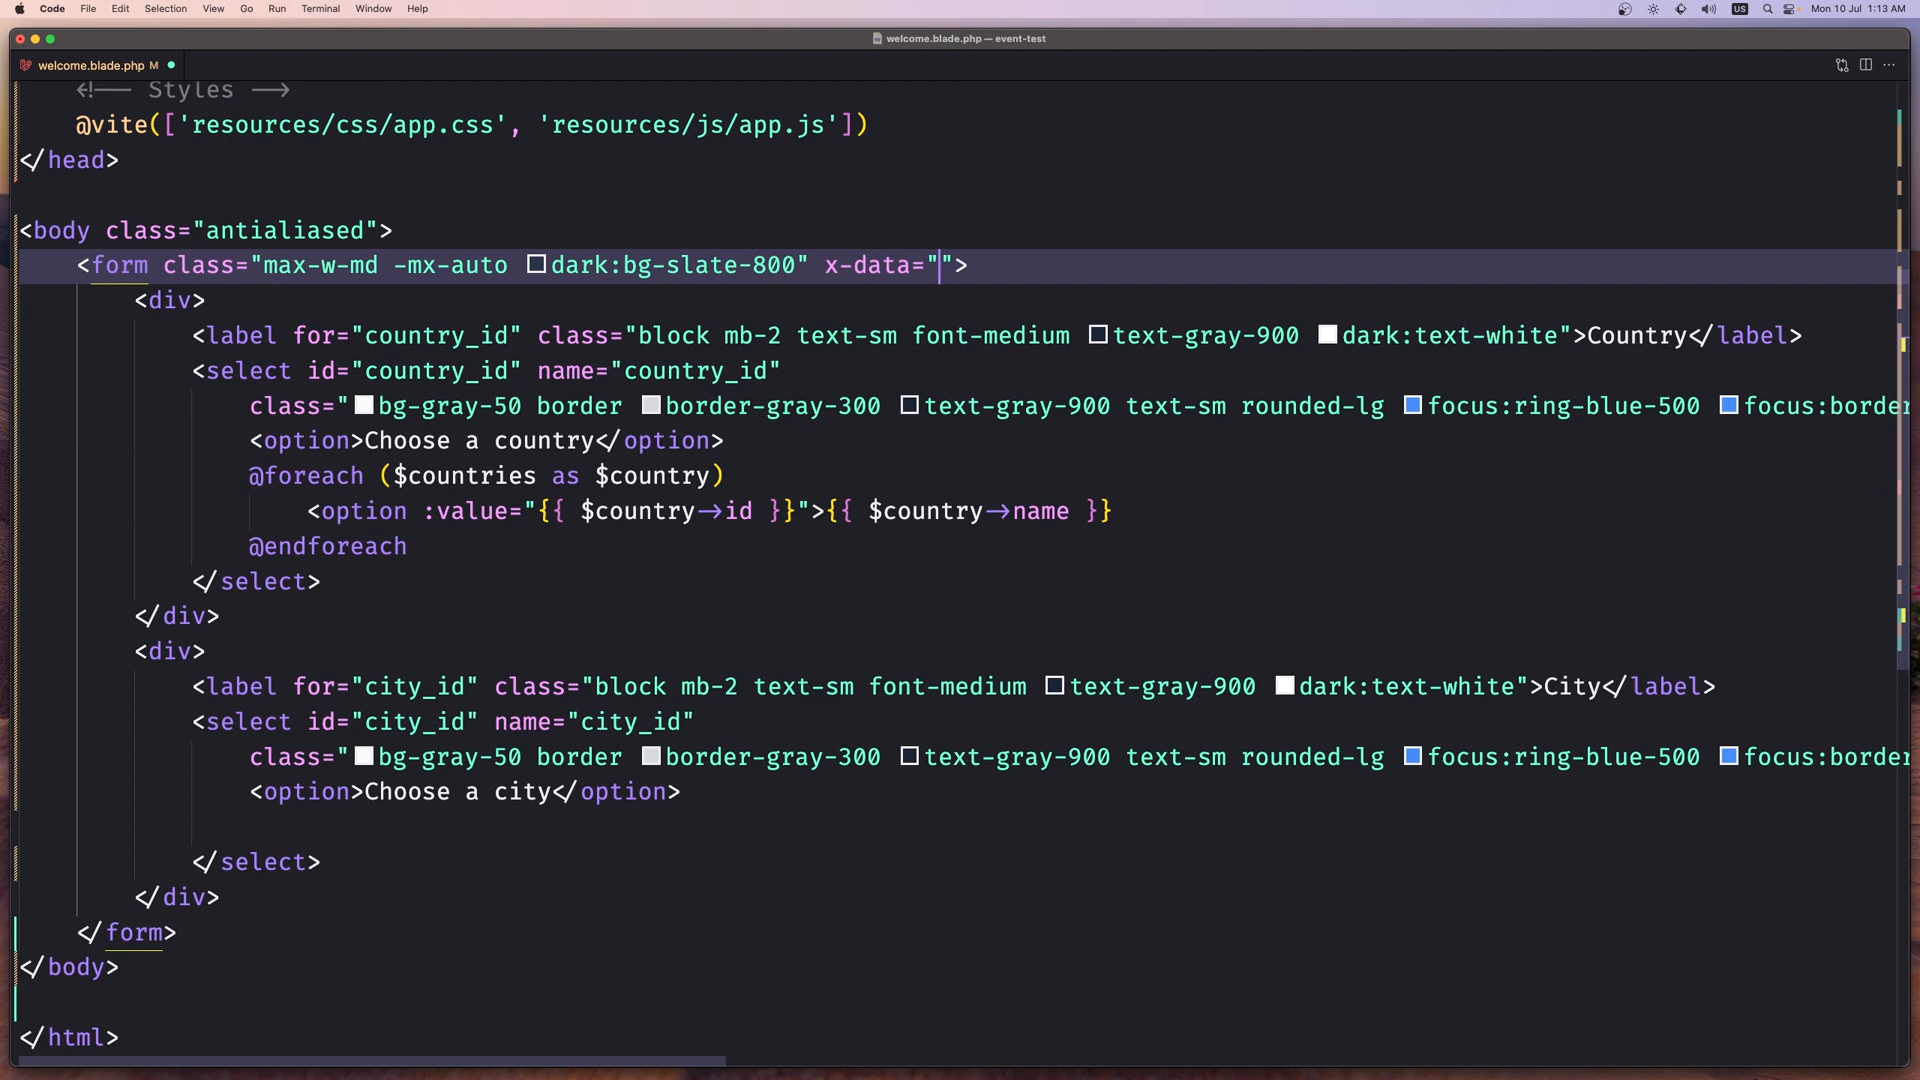 Code File Edit Selection View Go Run Terminal Window Help US Mon 10 Jul 1:13 AM
welcome.blade.php — event-test
welcome.blade.php M
<!-- Styles -->
@vite(['resources/css/app.css', 'resources/js/app.js'])
</head>
<body class="antialiased">
<form class="max-w-md -mx-auto dark:bg-slate-800" x-data="">
<div>
<label for="country_id" class="block mb-2 text-sm font-medium text-gray-900 dark:text-white">Country</label>
<select id="country_id" name="country_id"
class="bg-gray-50 border border-gray-300 text-gray-900 text-sm rounded-lg focus:ring-blue-500 focus:border
<option>Choose a country</option>
@foreach ($countries as $country)
<option :value="{{ $country->id }}">{{ $country->name }}
@endforeach
</select>
</div>
<div>
<label for="city_id" class="block mb-2 text-sm font-medium text-gray-900 dark:text-white">City</label>
<select id="city_id" name="city_id"
class="bg-gray-50 border border-gray-300 text-gray-900 text-sm rounded-lg focus:ring-blue-500 focus:border
<option>Choose a city</option>
</select>
</div>
</form>
</body>
</html>